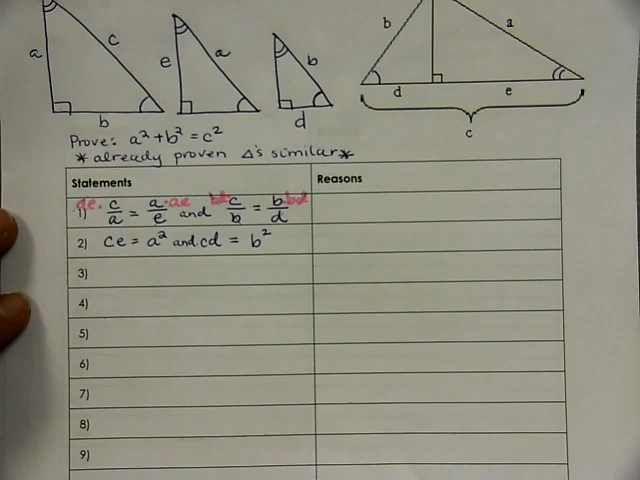 a
c
b
e
a
b
d
b
a
d
e
c
Prove: a² + b² = c²
* already proven Δ's similar *
Statements
Reasons
1) ae · c/a = a/e · ae and bd c/b = b/d bd
2) ce = a² and cd = b²
3)
4)
5)
6)
7)
8)
9)